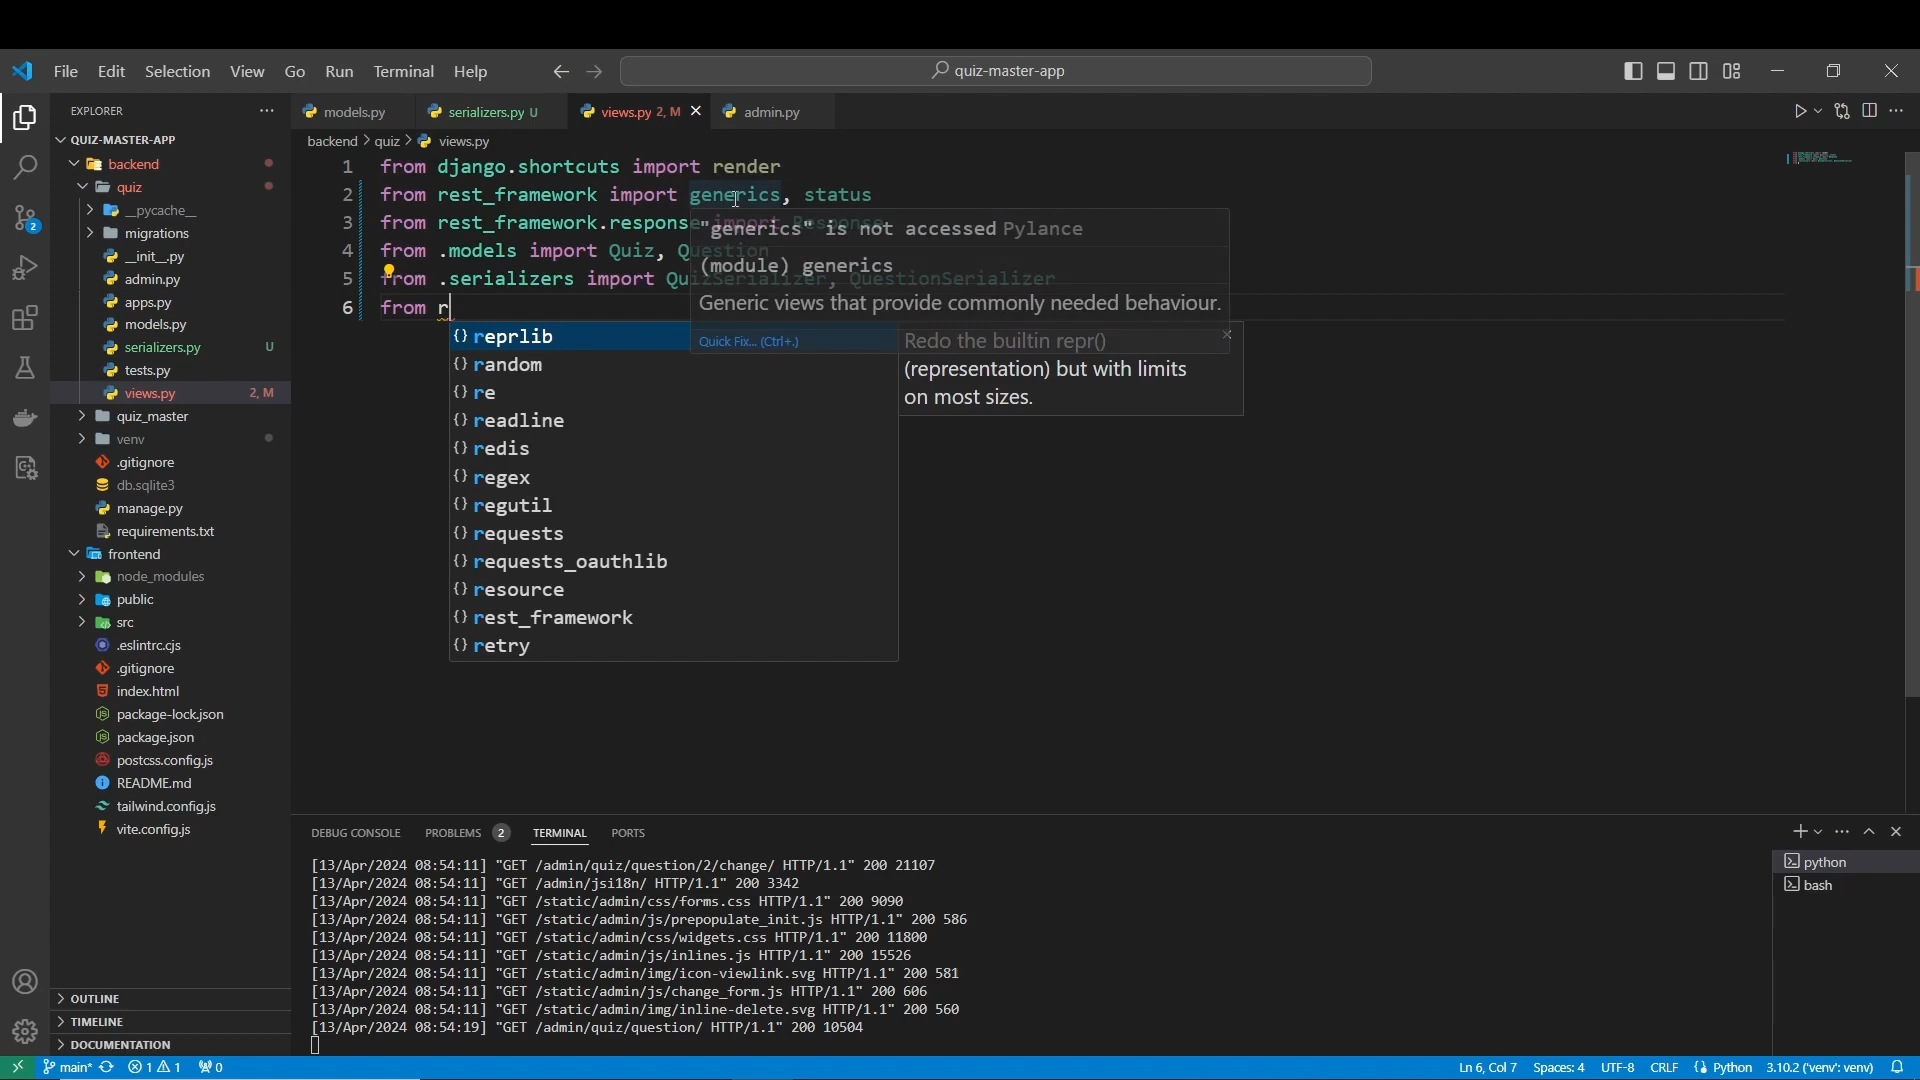 File Edit Selection View Go Run Terminal Help
quiz-master-app
EXPLORER
QUIZ-MASTER-APP
backend
quiz
__pycache__
migrations
__init__.py
admin.py
apps.py
models.py
serializers.py U
tests.py
views.py 2, M
quiz_master
venv
.gitignore
db.sqlite3
manage.py
requirements.txt
frontend
node_modules
public
src
.eslintrc.cjs
.gitignore
index.html
package-lock.json
package.json
postcss.config.js
README.md
tailwind.config.js
vite.config.js
OUTLINE
TIMELINE
DOCUMENTATION
2
models.py serializers.py U views.py 2, M admin.py
backend > quiz > views.py
1 from django.shortcuts import render
2 from rest_framework import generics, status
3 from rest_framework.response import Response
4 from .models import Quiz, Question
5 from .serializers import QuizSerializer, QuestionSerializer
6 from r
"generics" is not accessed Pylance
(module) generics
Generic views that provide commonly needed behaviour.
Quick Fix... (Ctrl+.)
reprlib
random
re
readline
redis
regex
regutil
requests
requests_oauthlib
resource
rest_framework
retry
Redo the builtin repr()
(representation) but with limits
on most sizes.
DEBUG CONSOLE PROBLEMS 2 TERMINAL PORTS
[13/Apr/2024 08:54:11] "GET /admin/quiz/question/2/change/ HTTP/1.1" 200 21107
[13/Apr/2024 08:54:11] "GET /admin/jsi18n/ HTTP/1.1" 200 3342
[13/Apr/2024 08:54:11] "GET /static/admin/css/forms.css HTTP/1.1" 200 9090
[13/Apr/2024 08:54:11] "GET /static/admin/js/prepopulate_init.js HTTP/1.1" 200 586
[13/Apr/2024 08:54:11] "GET /static/admin/css/widgets.css HTTP/1.1" 200 11800
[13/Apr/2024 08:54:11] "GET /static/admin/js/inlines.js HTTP/1.1" 200 15526
[13/Apr/2024 08:54:11] "GET /static/admin/img/icon-viewlink.svg HTTP/1.1" 200 581
[13/Apr/2024 08:54:11] "GET /static/admin/js/change_form.js HTTP/1.1" 200 606
[13/Apr/2024 08:54:11] "GET /static/admin/img/inline-delete.svg HTTP/1.1" 200 560
[13/Apr/2024 08:54:19] "GET /admin/quiz/question/ HTTP/1.1" 200 10504
python
bash
main* 1 1 0 Ln 6, Col 7 Spaces: 4 UTF-8 CRLF Python 3.10.2 ('venv': venv)